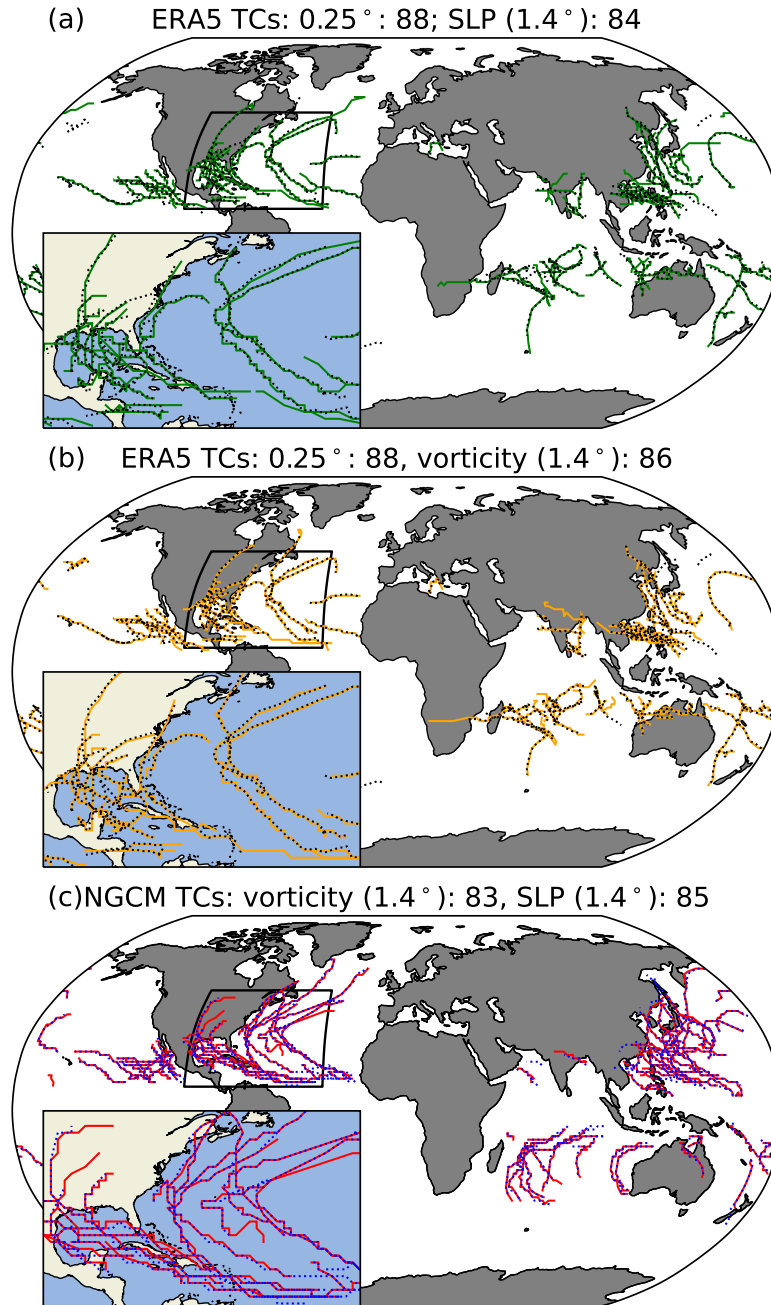 (a) ERA5 TCs: 0.25°: 88; SLP (1.4°): 84
(b) ERA5 TCs: 0.25°: 88, vorticity (1.4°): 86
(c)NGCM TCs: vorticity (1.4°): 83, SLP (1.4°): 85